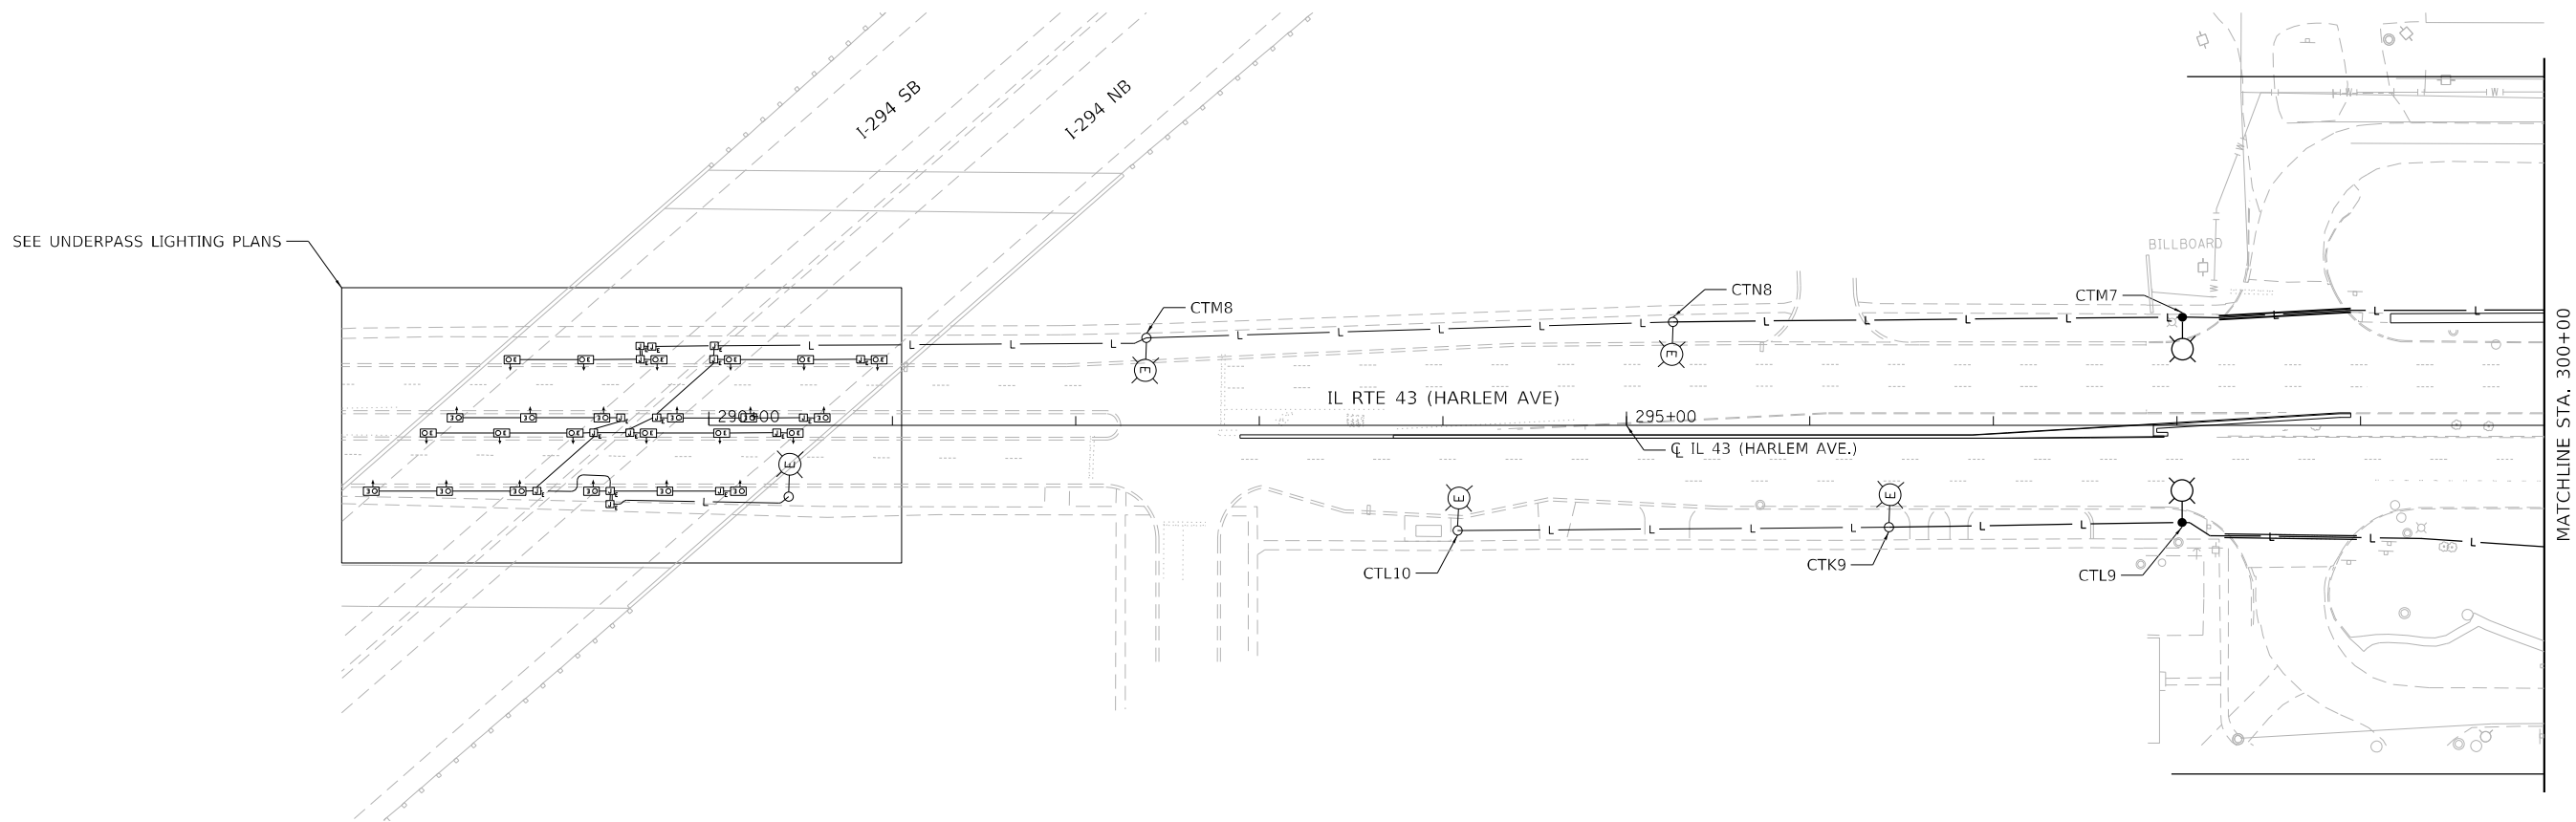 I-294 SB
I-294 NB
SEE UNDERPASS LIGHTING PLANS
BILLBOARD
CTM8
CTN8
CTM7
IL RTE 43 (HARLEM AVE)
290+00
295+00
℄ IL 43 (HARLEM AVE.)
CTL10
CTK9
CTL9
MATCHLINE STA. 300+00